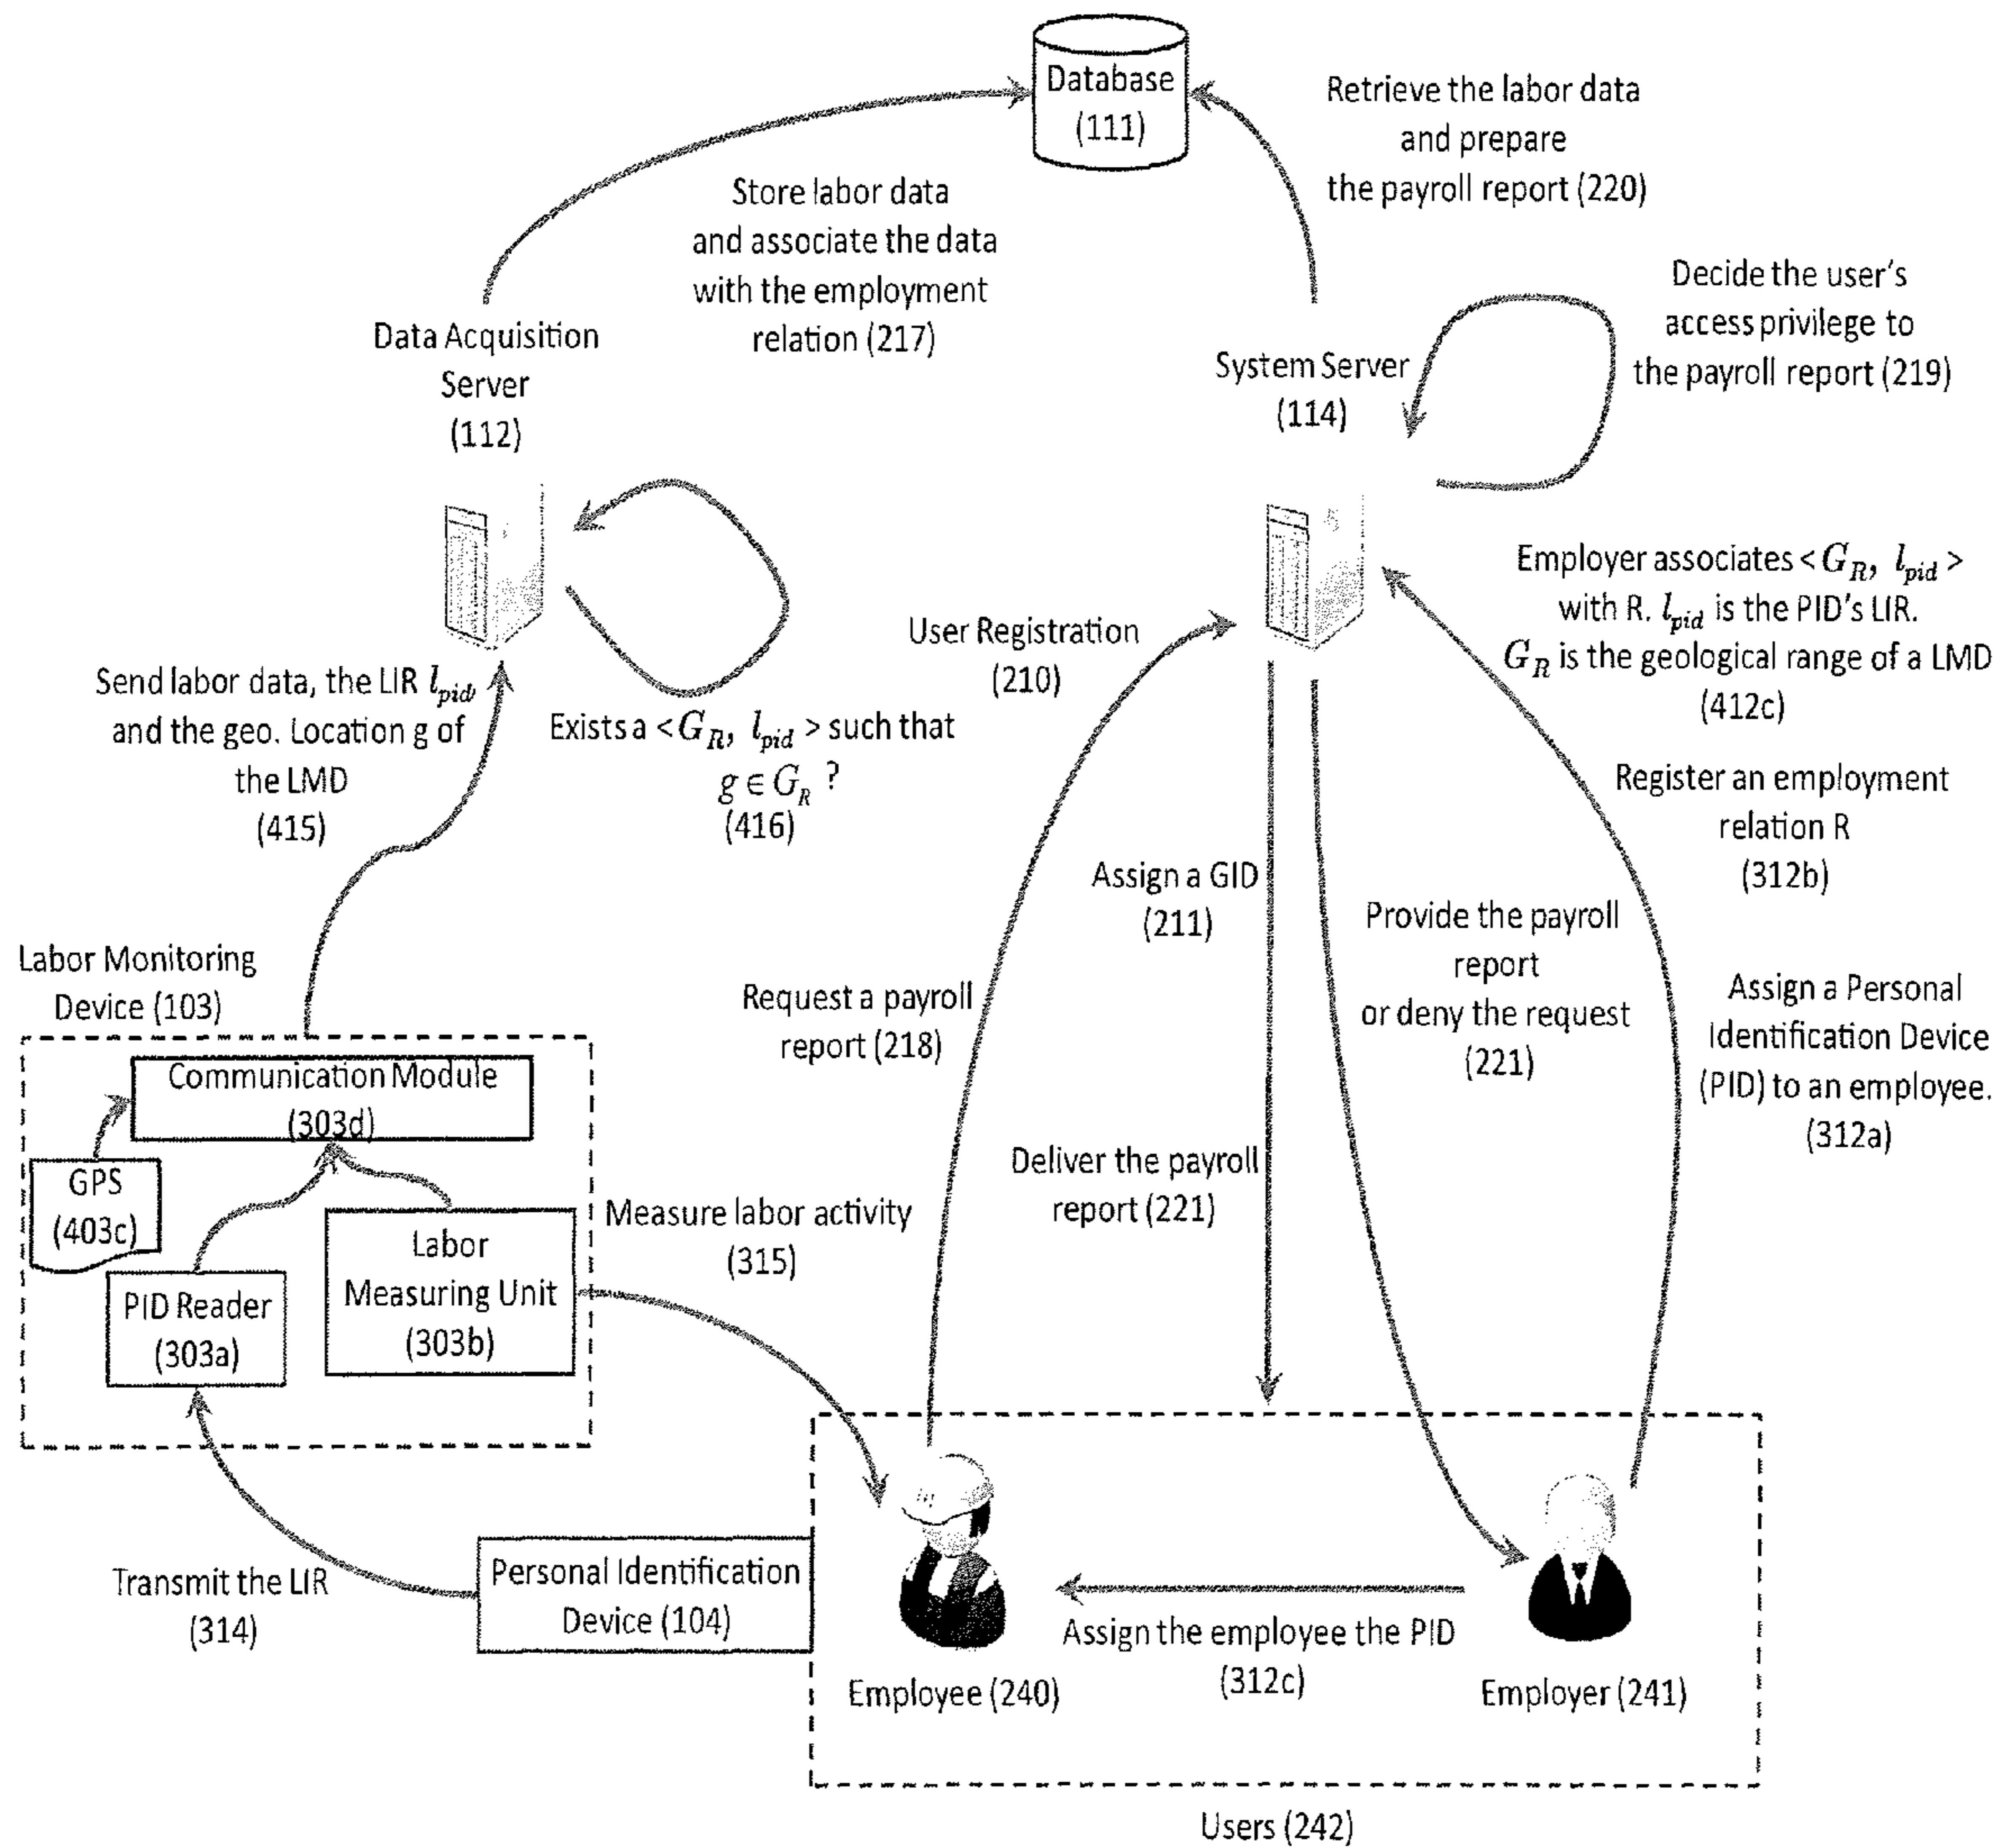 Database
(111)
Retrieve the labor data
and prepare
the payroll report (220)
Store labor data
and associate the data
with the employment
relation (217)
Decide the user's
access privilege to
the payroll report (219)
Data Acquisition
Server
(112)
System Server
(114)
Employer associates < G_R, l_pid >
with R. l_pid is the PID's LIR.
G_R is the geological range of a LMD
(412c)
User Registration
(210)
Send labor data, the LIR l_pid,
and the geo. Location g of
the LMD
(415)
Exists a < G_R, l_pid > such that
g ∈ G_R ?
(416)
Register an employment
relation R
(312b)
Assign a GID
(211)
Provide the payroll
report
or deny the request
(221)
Labor Monitoring
Device (103)
Request a payroll
report (218)
Assign a Personal
Identification Device
(PID) to an employee.
(312a)
Communication Module
(303d)
GPS
(403c)
Deliver the payroll
report (221)
Measure labor activity
(315)
Labor
Measuring Unit
(303b)
PID Reader
(303a)
Transmit the LIR
(314)
Personal Identification
Device (104)
Assign the employee the PID
(312c)
Employee (240)
Employer (241)
Users (242)